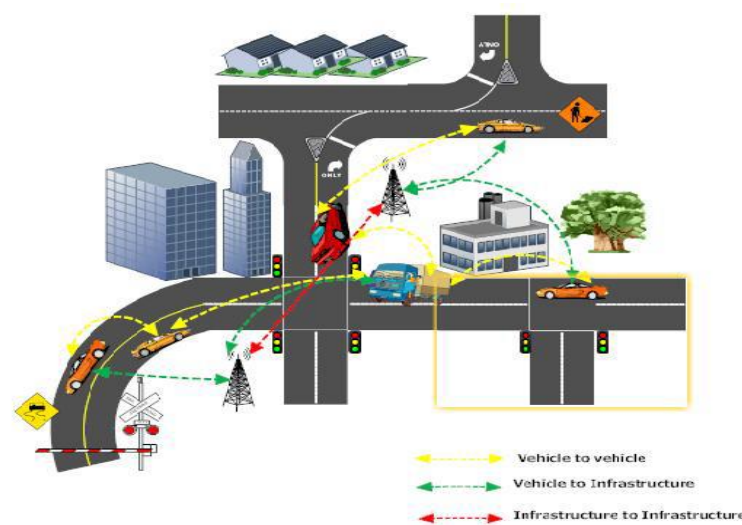 ONLY
ONLY
Vehicle to vehicle
Vehicle to Infrastructure
Infrastructure to Infrastructure